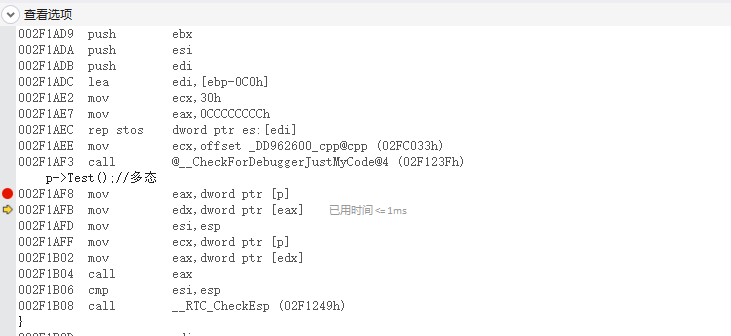 查看选项
002F1AD9 push ebx
002F1ADA push esi
002F1ADB push edi
002F1ADC lea edi,[ebp-0C0h]
002F1AE2 mov ecx,30h
002F1AE7 mov eax,0CCCCCCCCh
002F1AEC rep stos dword ptr es:[edi]
002F1AEE mov ecx,offset _DD962600_cpp@cpp (02FC033h)
002F1AF3 call @__CheckForDebuggerJustMyCode@4 (02F123Fh)
p->Test();//多态
002F1AF8 mov eax,dword ptr [p]
002F1AFB mov edx,dword ptr [eax] 已用时间 <= 1ms
002F1AFD mov esi,esp
002F1AFF mov ecx,dword ptr [p]
002F1B02 mov eax,dword ptr [edx]
002F1B04 call eax
002F1B06 cmp esi,esp
002F1B08 call __RTC_CheckEsp (02F1249h)
}